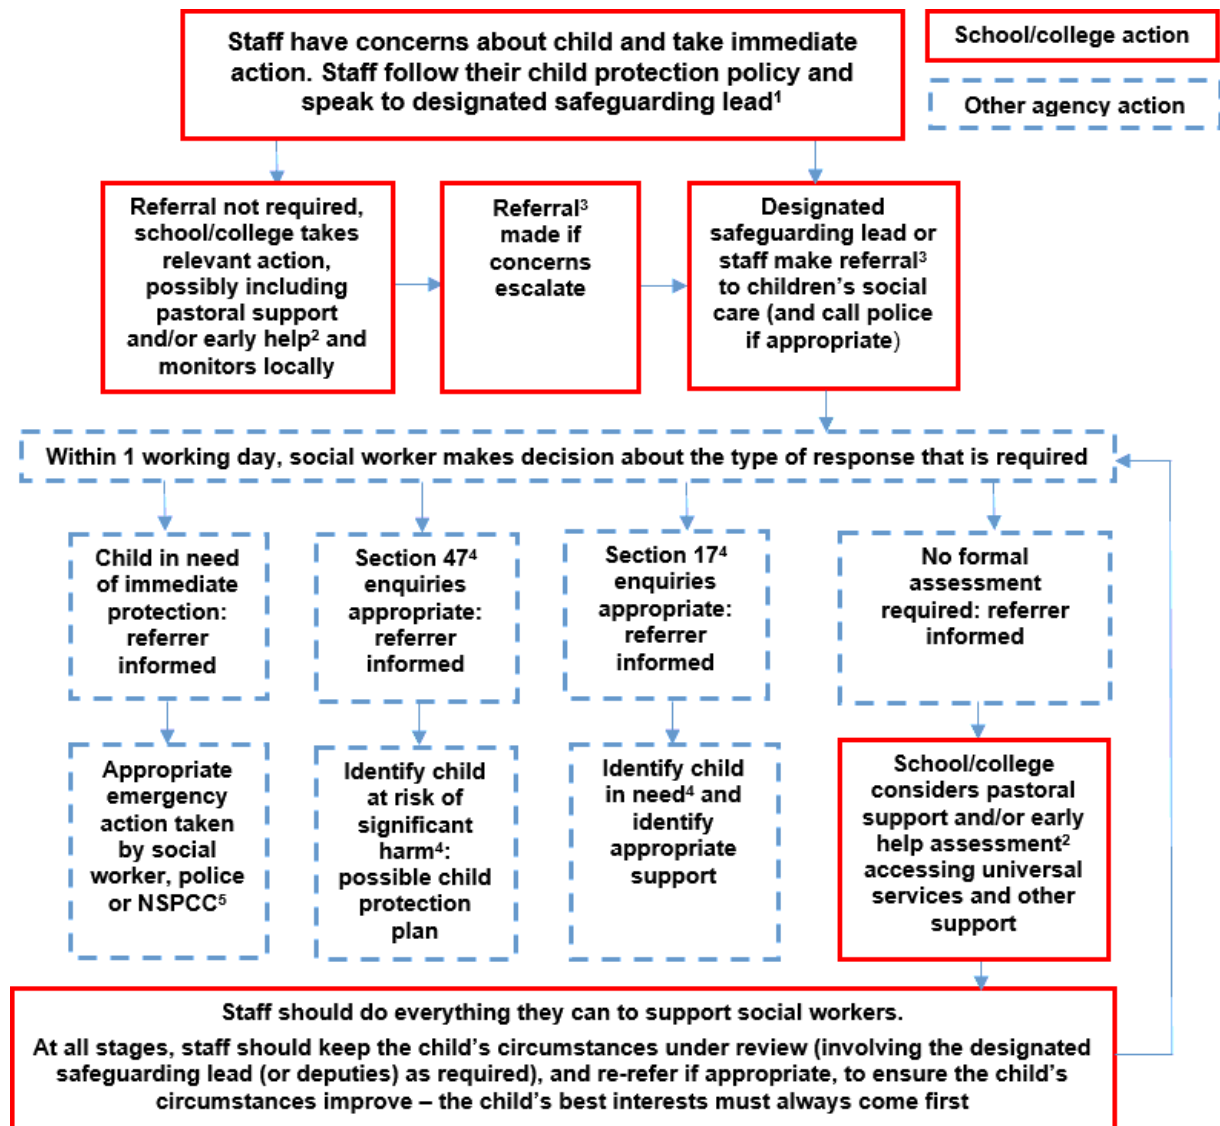 Staff have concerns about child and take immediate
action. Staff follow their child protection policy and
speak to designated safeguarding lead¹
School/college action
Other agency action
Referral not required,
school/college takes
relevant action,
possibly including
pastoral support
and/or early help² and
monitors locally
Referral³
made if
concerns
escalate
Designated
safeguarding lead or
staff make referral³
to children’s social
care (and call police
if appropriate)
Within 1 working day, social worker makes decision about the type of response that is required
Child in need
of immediate
protection:
referrer
informed
Section 47⁴
enquiries
appropriate:
referrer
informed
Section 17⁴
enquiries
appropriate:
referrer
informed
No formal
assessment
required: referrer
informed
Appropriate
emergency
action taken
by social
worker, police
or NSPCC⁵
Identify child
at risk of
significant
harm⁴:
possible child
protection
plan
Identify child
in need⁴ and
identify
appropriate
support
School/college
considers pastoral
support and/or early
help assessment²
accessing universal
services and other
support
Staff should do everything they can to support social workers.
At all stages, staff should keep the child’s circumstances under review (involving the designated
safeguarding lead (or deputies) as required), and re-refer if appropriate, to ensure the child’s
circumstances improve – the child’s best interests must always come first